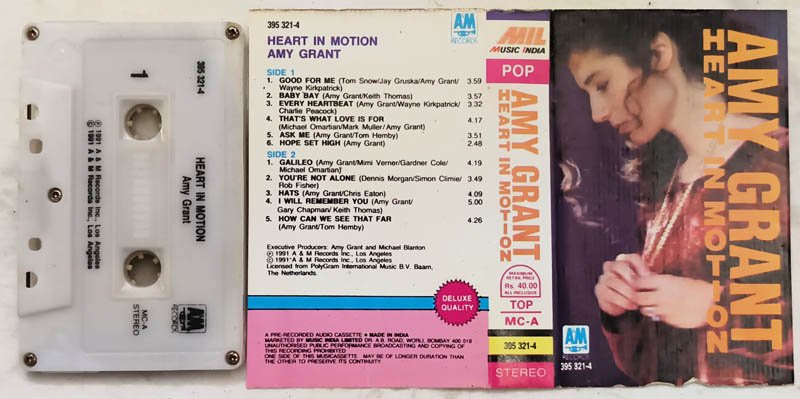 395 321-4
1
HEART IN MOTION
Amy Grant
℗ 1991 A & M Records Inc., Los Angeles
© 1991 A & M Records Inc., Los Angeles
MC-A
STEREO
A&M
RECORDS
395 321-4
A&M
RECORDS
HEART IN MOTION
AMY GRANT
SIDE 1
1. GOOD FOR ME (Tom Snow/Jay Gruska/Amy Grant/ 3.59
Wayne Kirkpatrick)
2. BABY BAY (Amy Grant/Keith Thomas) 3.57
3. EVERY HEARTBEAT (Amy Grant/Wayne Kirkpatrick/ 3.32
Charlie Peacock)
4. THAT'S WHAT LOVE IS FOR 4.17
(Michael Omartian/Mark Muller/Amy Grant)
5. ASK ME (Amy Grant/Tom Hemby) 3.51
6. HOPE SET HIGH (Amy Grant) 2.48
SIDE 2
1. GALILEO (Amy Grant/Mimi Verner/Gardner Cole/ 4.19
Michael Omartian)
2. YOU'RE NOT ALONE (Dennis Morgan/Simon Climie/ 3.49
Rob Fisher)
3. HATS (Amy Grant/Chris Eaton) 4.09
4. I WILL REMEMBER YOU (Amy Grant/ 5.00
Gary Chapman/Keith Thomas)
5. HOW CAN WE SEE THAT FAR 4.26
(Amy Grant/Tom Hemby)
Executive Producers: Amy Grant and Michael Blanton
℗ 1991 A & M Records Inc., Los Angeles
© 1991 A & M Records Inc., Los Angeles
Licensed from PolyGram International Music B.V. Baarn,
The Netherlands.
DELUXE
QUALITY
A PRE-RECORDED AUDIO CASSETTE ★ MADE IN INDIA
MARKETED BY MUSIC INDIA LIMITED DR. A.B. ROAD, WORLI, BOMBAY 400 018
UNAUTHORISED PUBLIC PERFORMANCE BROADCASTING AND COPYING OF
THIS RECORDING PROHIBITED
ONE SIDE OF THIS MUSICASSETTE MAY BE OF LONGER DURATION THAN
THE OTHER TO PRESERVE ITS CONTINUITY.
MIL
MUSIC INDIA
POP
AMY GRANT
HEART IN MOTION
MAXIMUM
RETAIL PRICE
Rs. 40.00
ALL INCLUSIVE
TOP
MC-A
395 321-4
STEREO
AMY GRANT
HEART IN MOTION
A&M
RECORDS
395 321-4